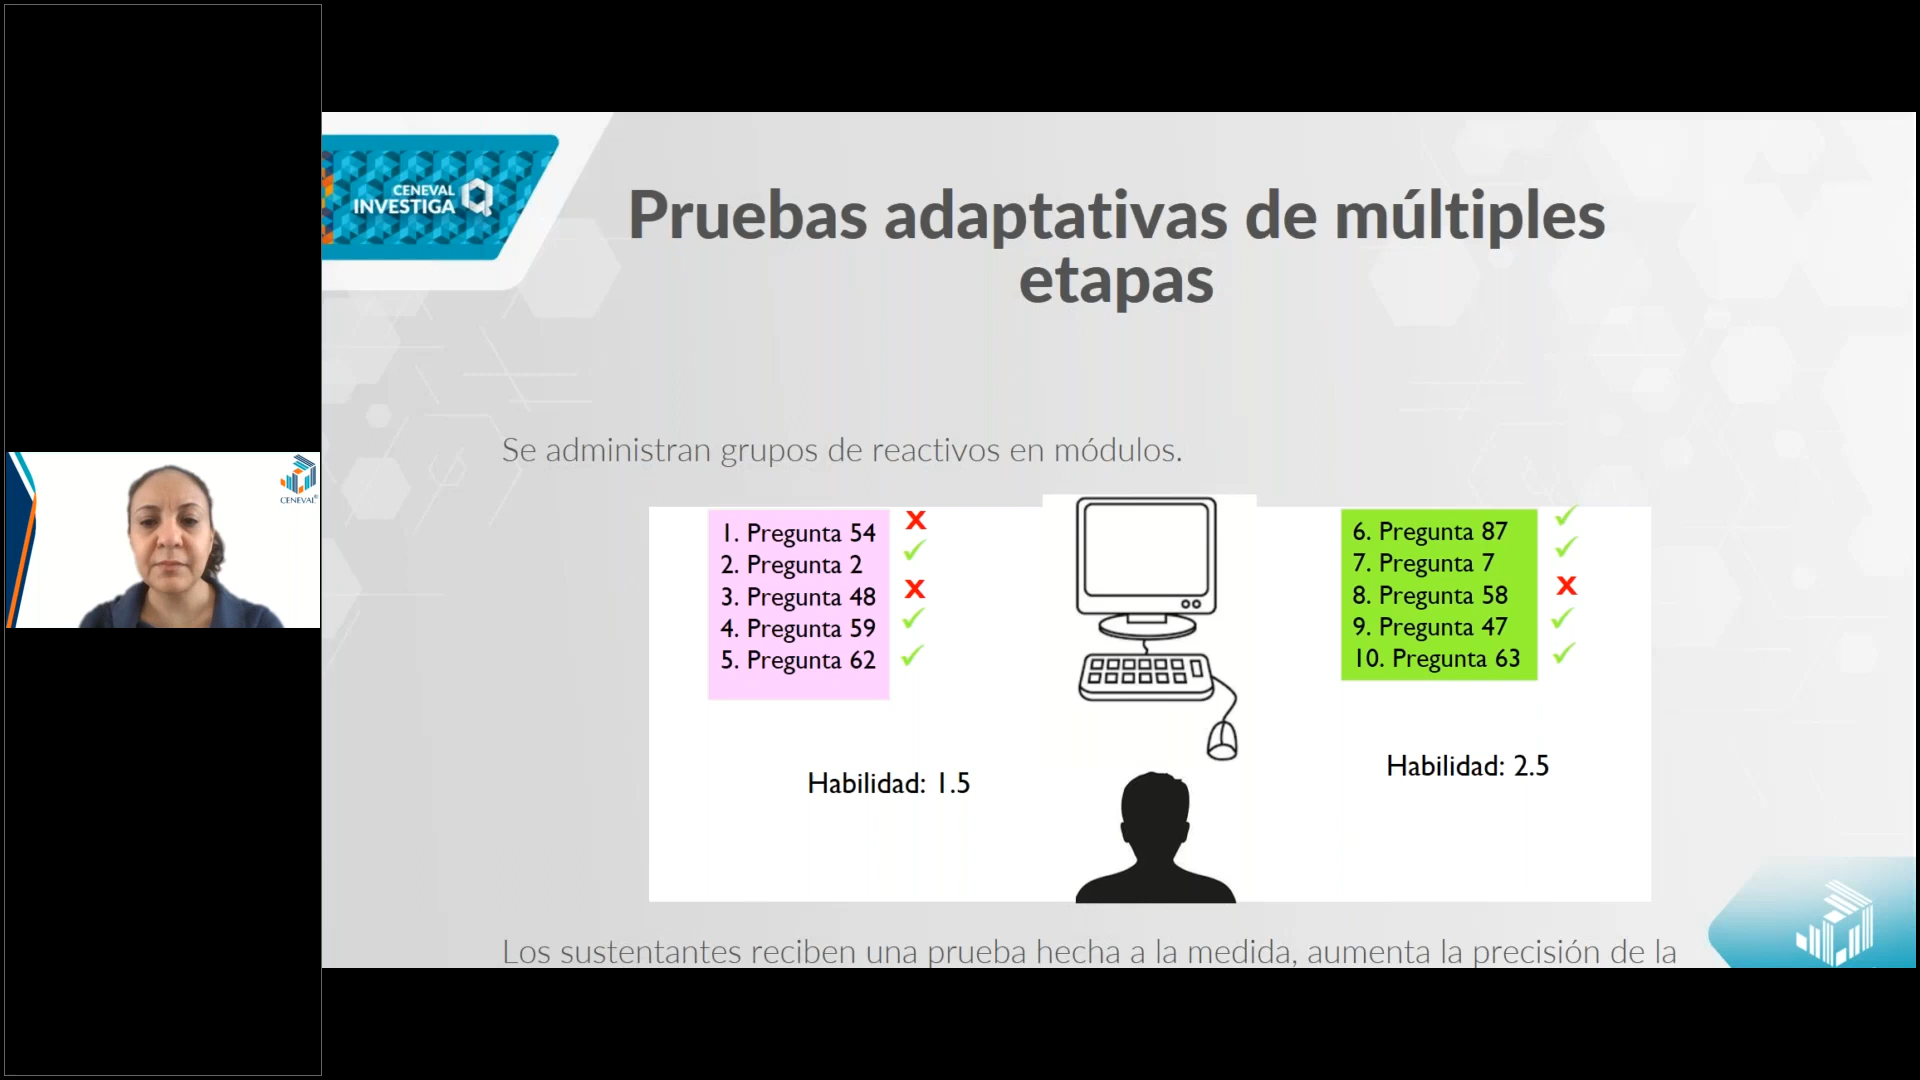 CENEVAL
INVESTIGA
Pruebas adaptativas de múltiples
etapas
Se administran grupos de reactivos en módulos.
1. Pregunta 54 X
2. Pregunta 2 ✓
3. Pregunta 48 X
4. Pregunta 59 ✓
5. Pregunta 62 ✓
Habilidad: 1.5
6. Pregunta 87 ✓
7. Pregunta 7 ✓
8. Pregunta 58 X
9. Pregunta 47 ✓
10. Pregunta 63 ✓
Habilidad: 2.5
Los sustentantes reciben una prueba hecha a la medida, aumenta la precisión de la
CENEVAL®